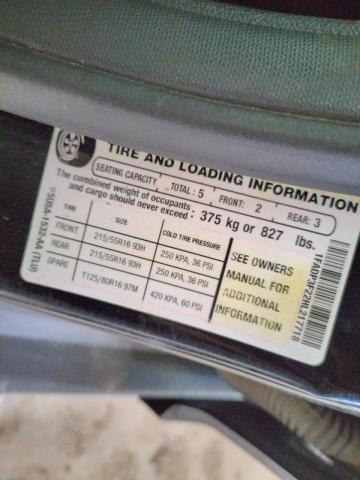 TIRE AND LOADING INFORMATION
SEATING CAPACITY TOTAL: 5 FRONT: 2 REAR: 3
The combined weight of occupants
and cargo should never exceed: 375 kg or 827 lbs.
TIRE SIZE COLD TIRE PRESSURE
FRONT 215/55R16 93H 250 KPA, 36 PSI
REAR 215/55R16 93H 250 KPA, 36 PSI
SPARE T125/80R16 97M 420 KPA, 60 PSI
SEE OWNERS
MANUAL FOR
ADDITIONAL
INFORMATION
1FADP3F22HL217718